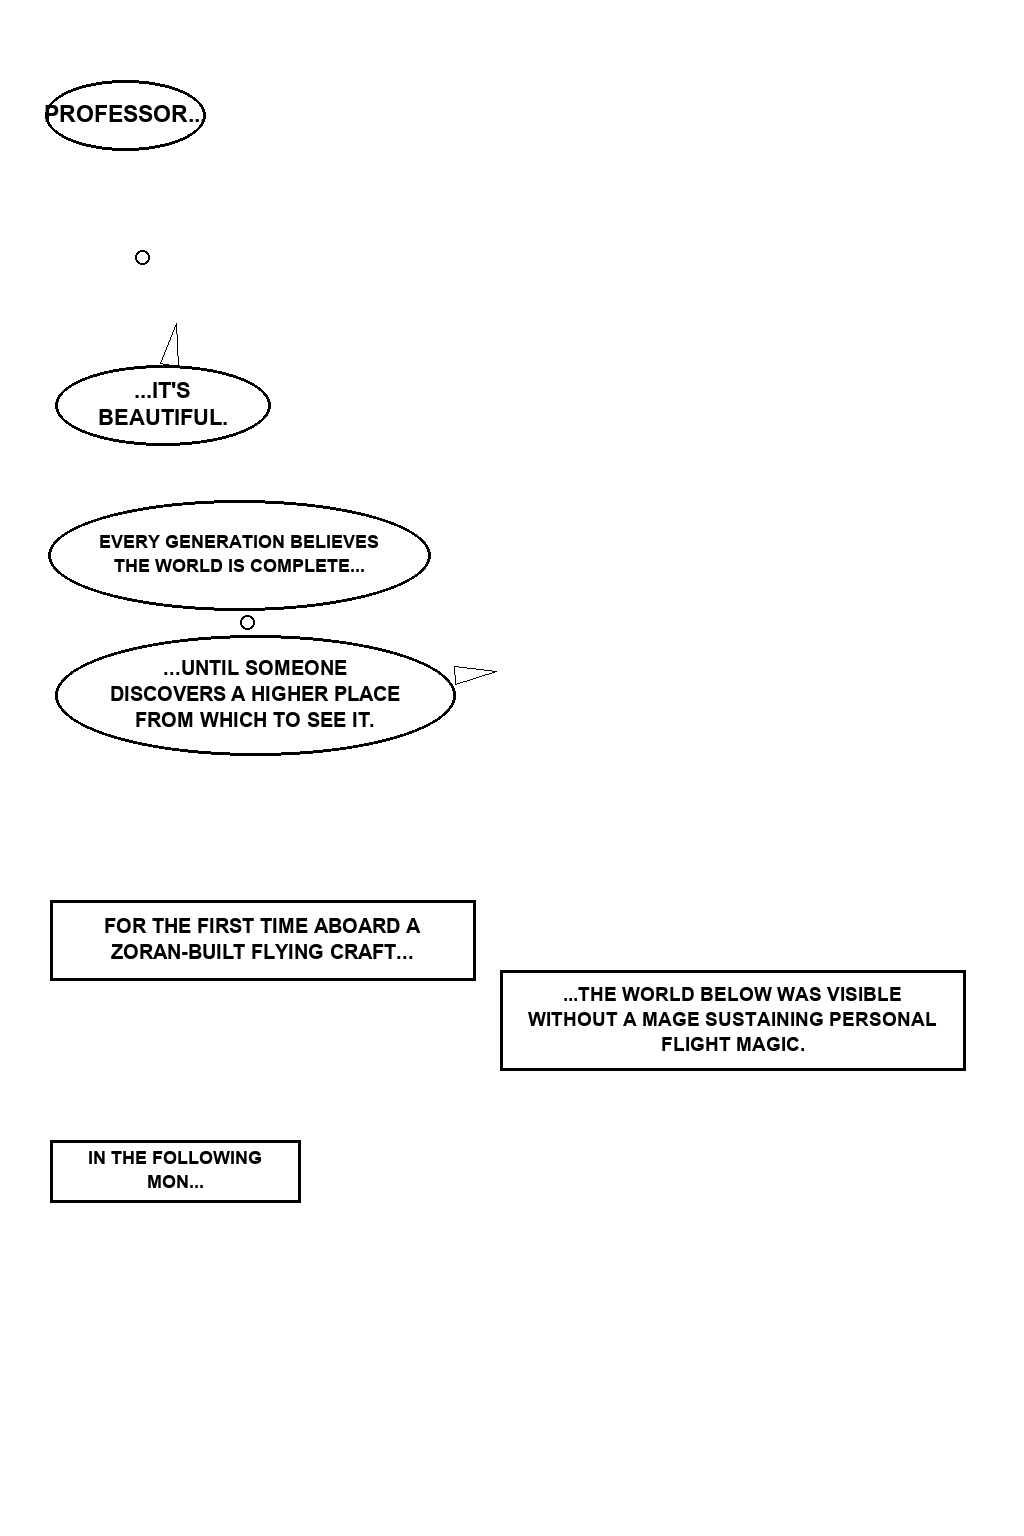 PROFESSOR..
...IT'S
BEAUTIFUL.
EVERY GENERATION BELIEVES
THE WORLD IS COMPLETE...
...UNTIL SOMEONE
DISCOVERS A HIGHER PLACE
FROM WHICH TO SEE IT.
FOR THE FIRST TIME ABOARD A
ZORAN-BUILT FLYING CRAFT...
...THE WORLD BELOW WAS VISIBLE
WITHOUT A MAGE SUSTAINING PERSONAL
FLIGHT MAGIC.
IN THE FOLLOWING
MON...